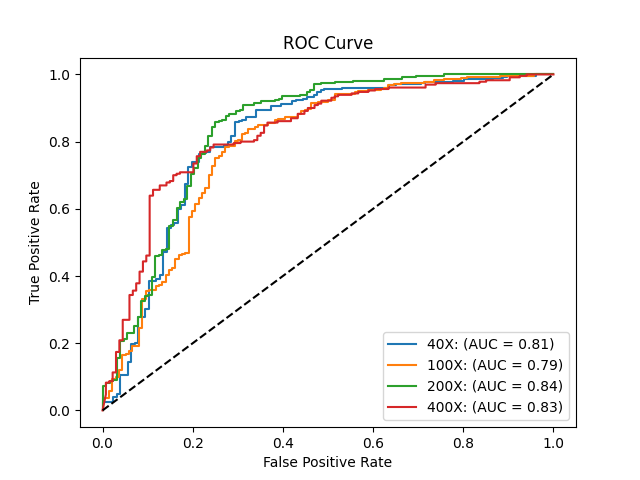 ROC Curve
True Positive Rate
1.0
0.8
0.6
0.4
0.2
0.0
0.0 0.2 0.4 0.6 0.8 1.0
False Positive Rate
40X: (AUC = 0.81)
100X: (AUC = 0.79)
200X: (AUC = 0.84)
400X: (AUC = 0.83)